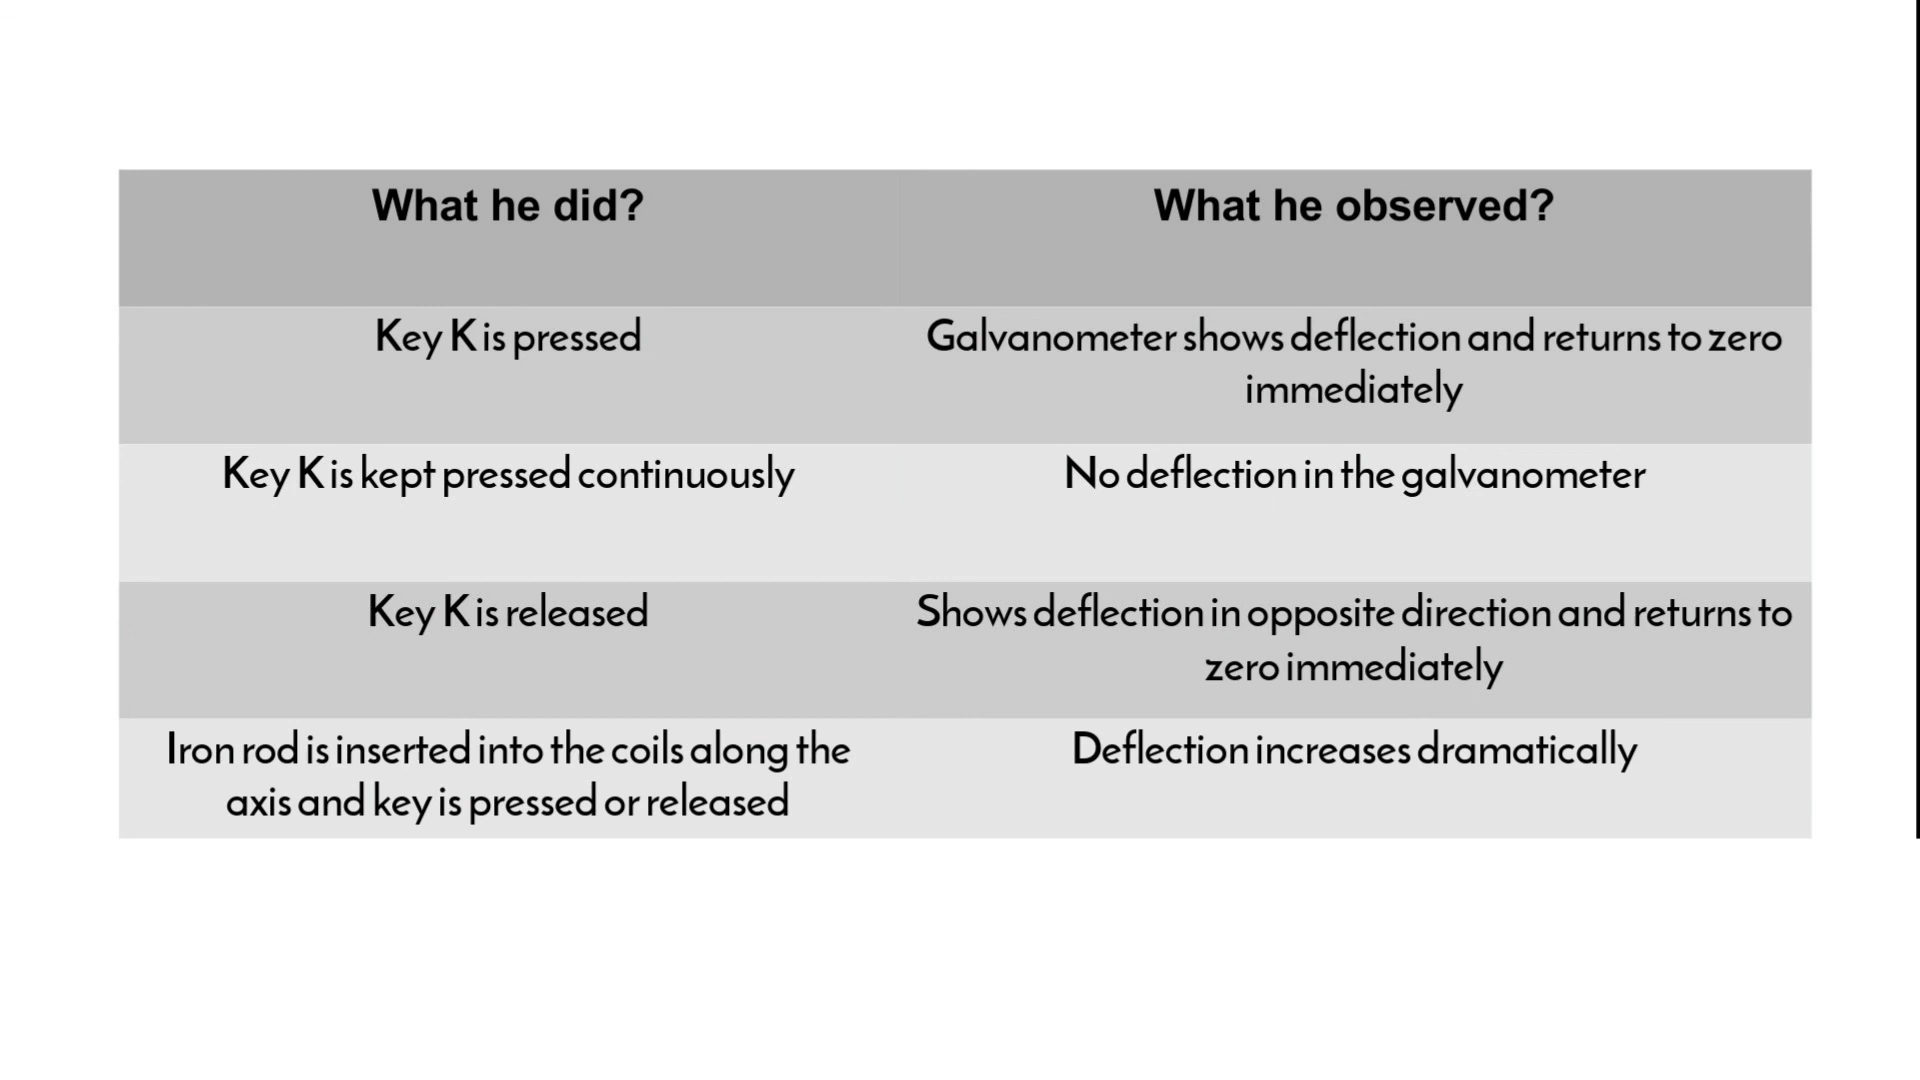 What he did?
What he observed?
Key K is pressed
Galvanometer shows deflection and returns to zero
immediately
Key K is kept pressed continuously
No deflection in the galvanometer
Key K is released
Shows deflection in opposite direction and returns to
zero immediately
Iron rod is inserted into the coils along the
axis and key is pressed or released
Deflection increases dramatically